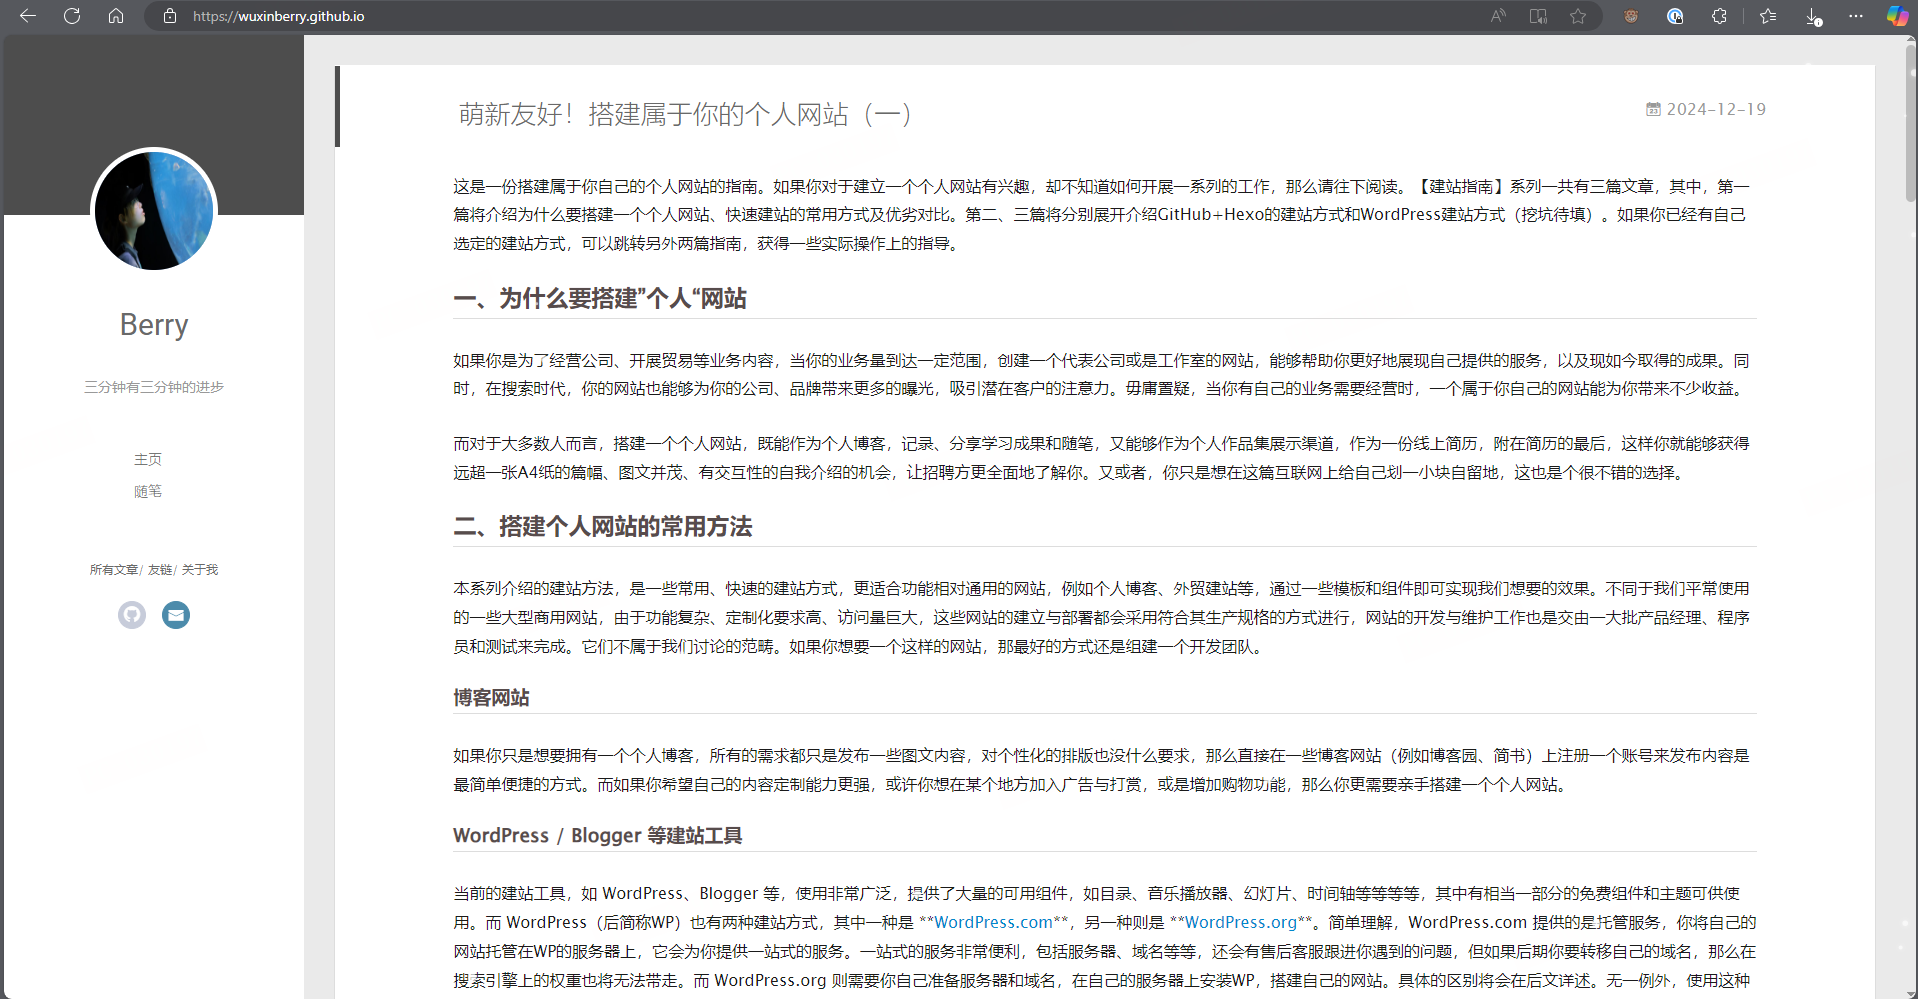 https://wuxinberry.github.io
Berry
三分钟有三分钟的进步
主页
随笔
所有文章/ 友链/ 关于我
萌新友好！搭建属于你的个人网站（一）
2024-12-19
这是一份搭建属于你自己的个人网站的指南。如果你对于建立一个个人网站有兴趣，却不知道如何开展一系列的工作，那么请往下阅读。【建站指南】系列一共有三篇文章，其中，第一
篇将介绍为什么要搭建一个个人网站、快速建站的常用方式及优劣对比。第二、三篇将分别展开介绍GitHub+Hexo的建站方式和WordPress建站方式（挖坑待填）。如果你已经有自己
选定的建站方式，可以跳转另外两篇指南，获得一些实际操作上的指导。
一、为什么要搭建”个人“网站
如果你是为了经营公司、开展贸易等业务内容，当你的业务量到达一定范围，创建一个代表公司或是工作室的网站，能够帮助你更好地展现自己提供的服务，以及现如今取得的成果。同
时，在搜索时代，你的网站也能够为你的公司、品牌带来更多的曝光，吸引潜在客户的注意力。毋庸置疑，当你有自己的业务需要经营时，一个属于你自己的网站能为你带来不少收益。
而对于大多数人而言，搭建一个个人网站，既能作为个人博客，记录、分享学习成果和随笔，又能够作为个人作品集展示渠道，作为一份线上简历，附在简历的最后，这样你就能够获得
远超一张A4纸的篇幅、图文并茂、有交互性的自我介绍的机会，让招聘方更全面地了解你。又或者，你只是想在这篇互联网上给自己划一小块自留地，这也是个很不错的选择。
二、搭建个人网站的常用方法
本系列介绍的建站方法，是一些常用、快速的建站方式，更适合功能相对通用的网站，例如个人博客、外贸建站等，通过一些模板和组件即可实现我们想要的效果。不同于我们平常使用
的一些大型商用网站，由于功能复杂、定制化要求高、访问量巨大，这些网站的建立与部署都会采用符合其生产规格的方式进行，网站的开发与维护工作也是交由一大批产品经理、程序
员和测试来完成。它们不属于我们讨论的范畴。如果你想要一个这样的网站，那最好的方式还是组建一个开发团队。
博客网站
如果你只是想要拥有一个个人博客，所有的需求都只是发布一些图文内容，对个性化的排版也没什么要求，那么直接在一些博客网站（例如博客园、简书）上注册一个账号来发布内容是
最简单便捷的方式。而如果你希望自己的内容定制能力更强，或许你想在某个地方加入广告与打赏，或是增加购物功能，那么你更需要亲手搭建一个个人网站。
WordPress / Blogger 等建站工具
当前的建站工具，如 WordPress、Blogger 等，使用非常广泛，提供了大量的可用组件，如目录、音乐播放器、幻灯片、时间轴等等等等，其中有相当一部分的免费组件和主题可供使
用。而 WordPress（后简称WP）也有两种建站方式，其中一种是 **WordPress.com**，另一种则是 **WordPress.org**。简单理解，WordPress.com 提供的是托管服务，你将自己的
网站托管在WP的服务器上，它会为你提供一站式的服务。一站式的服务非常便利，包括服务器、域名等等，还会有售后客服跟进你遇到的问题，但如果后期你要转移自己的域名，那么在
搜索引擎上的权重也将无法带走。而 WordPress.org 则需要你自己准备服务器和域名，在自己的服务器上安装WP，搭建自己的网站。具体的区别将会在后文详述。无一例外，使用这种